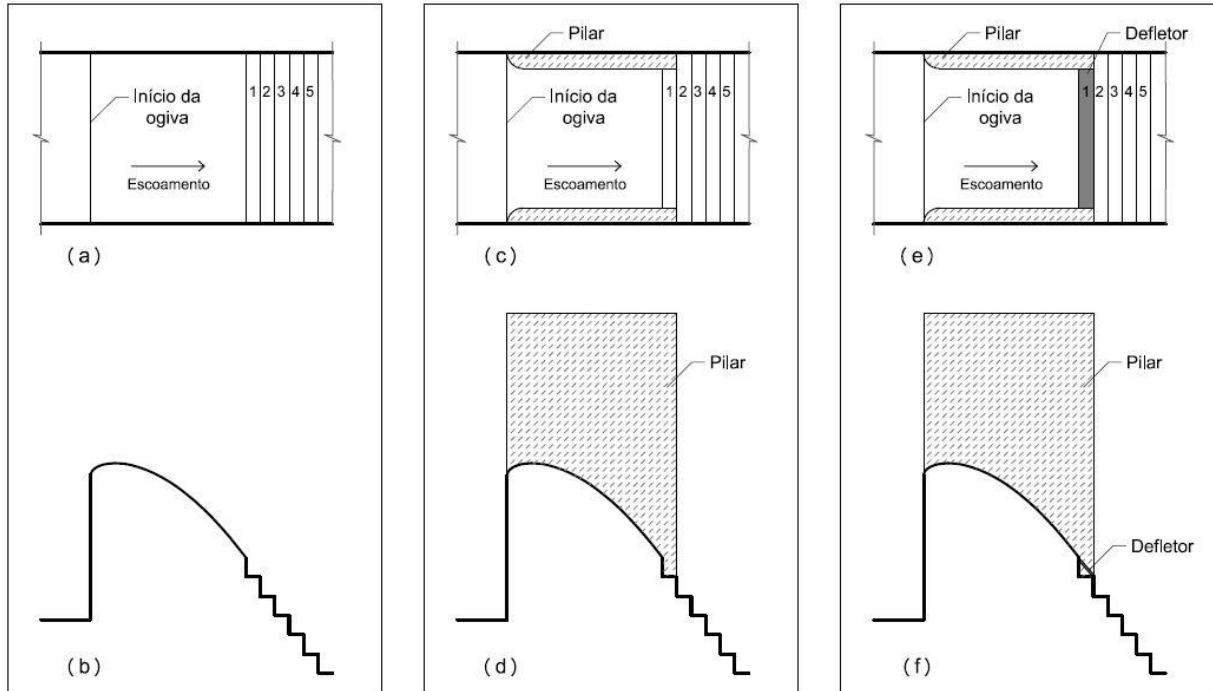 1 2 3 4 5
Início da
ogiva
Escoamento
(a)
(b)
Pilar
1 2 3 4 5
Início da
ogiva
Escoamento
(c)
Pilar
(d)
Pilar
Defletor
1 2 3 4 5
Início da
ogiva
Escoamento
(e)
Pilar
Defletor
(f)